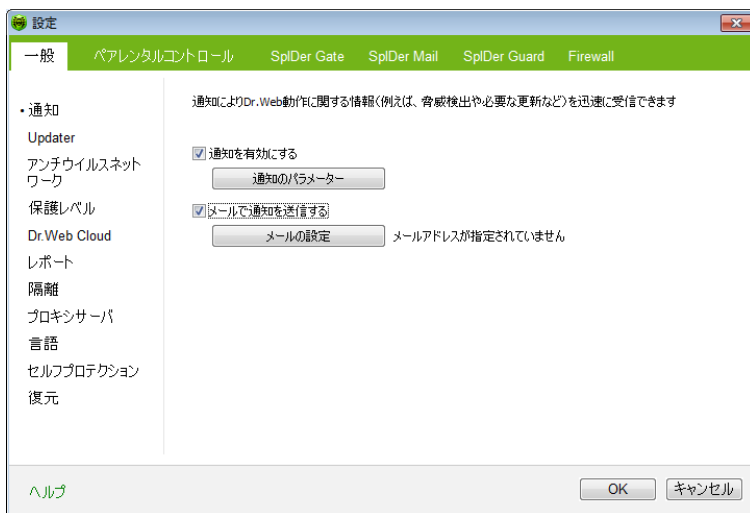 設定
一般 ペアレンタルコントロール SpIDer Gate SpIDer Mail SpIDer Guard Firewall
・通知
Updater
アンチウイルスネット
ワーク
保護レベル
Dr.Web Cloud
レポート
隔離
プロキシサーバ
言語
セルフプロテクション
復元
通知によりDr.Web動作に関する情報(例えば、脅威検出や必要な更新など)を迅速に受信できます
通知を有効にする
通知のパラメーター
メールで通知を送信する
メールの設定 メールアドレスが指定されていません
ヘルプ
OK キャンセル